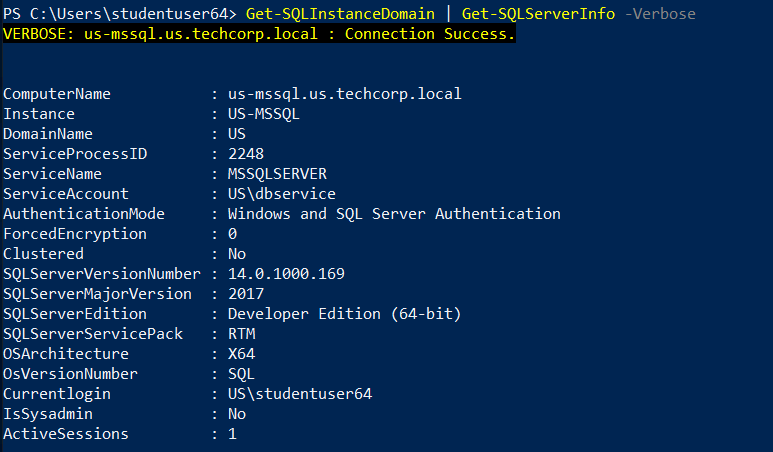 PS C:\Users\studentuser64> Get-SQLInstanceDomain | Get-SQLServerInfo -Verbose
VERBOSE: us-mssql.us.techcorp.local : Connection Success.
ComputerName : us-mssql.us.techcorp.local
Instance : US-MSSQL
DomainName : US
ServiceProcessID : 2248
ServiceName : MSSQLSERVER
ServiceAccount : US\dbservice
AuthenticationMode : Windows and SQL Server Authentication
ForcedEncryption : 0
Clustered : No
SQLServerVersionNumber : 14.0.1000.169
SQLServerMajorVersion : 2017
SQLServerEdition : Developer Edition (64-bit)
SQLServerServicePack : RTM
OSArchitecture : X64
OsVersionNumber : SQL
Currentlogin : US\studentuser64
IsSysadmin : No
ActiveSessions : 1